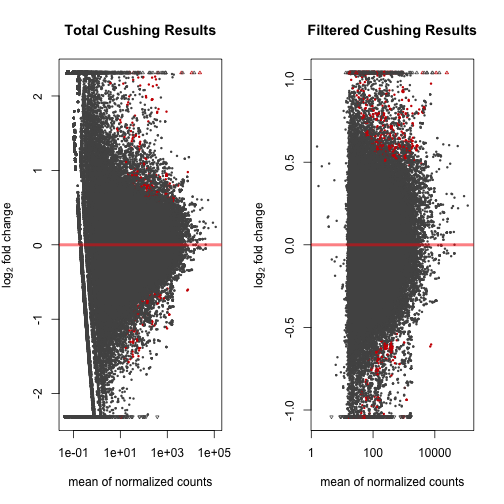 Total Cushing Results
log2 fold change
2
1
0
-1
-2
1e-01 1e+01 1e+03 1e+05
mean of normalized counts
Filtered Cushing Results
log2 fold change
1.0
0.5
0.0
-0.5
-1.0
1 100 10000
mean of normalized counts